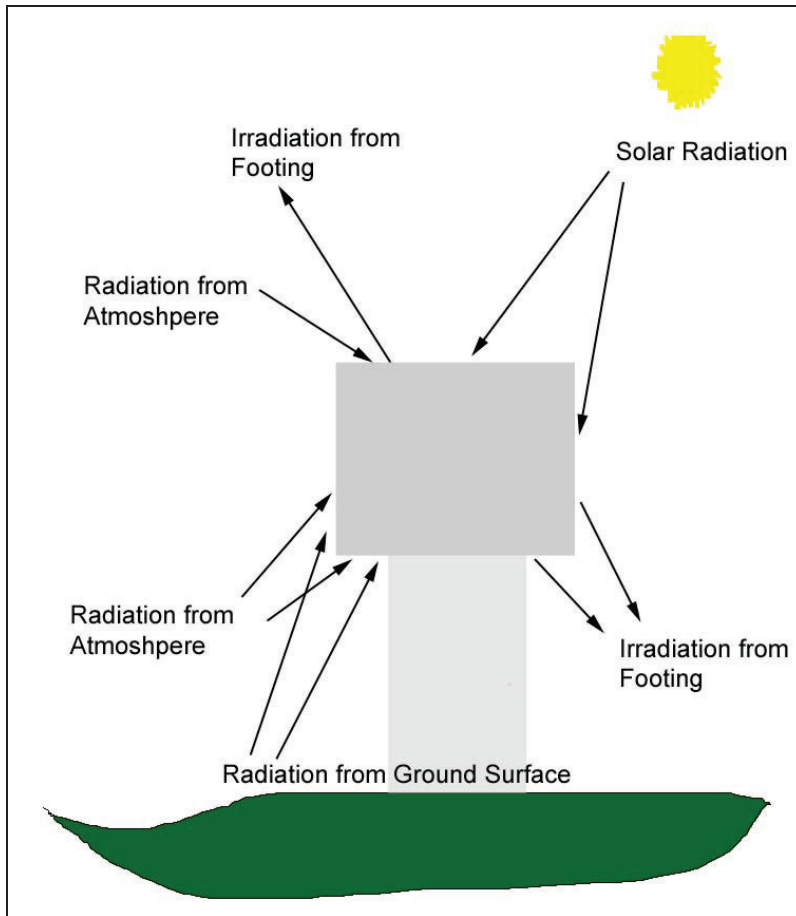 Irradiation from
Footing
Solar Radiation
Radiation from
Atmoshpere
Radiation from
Atmoshpere
Irradiation from
Footing
Radiation from Ground Surface